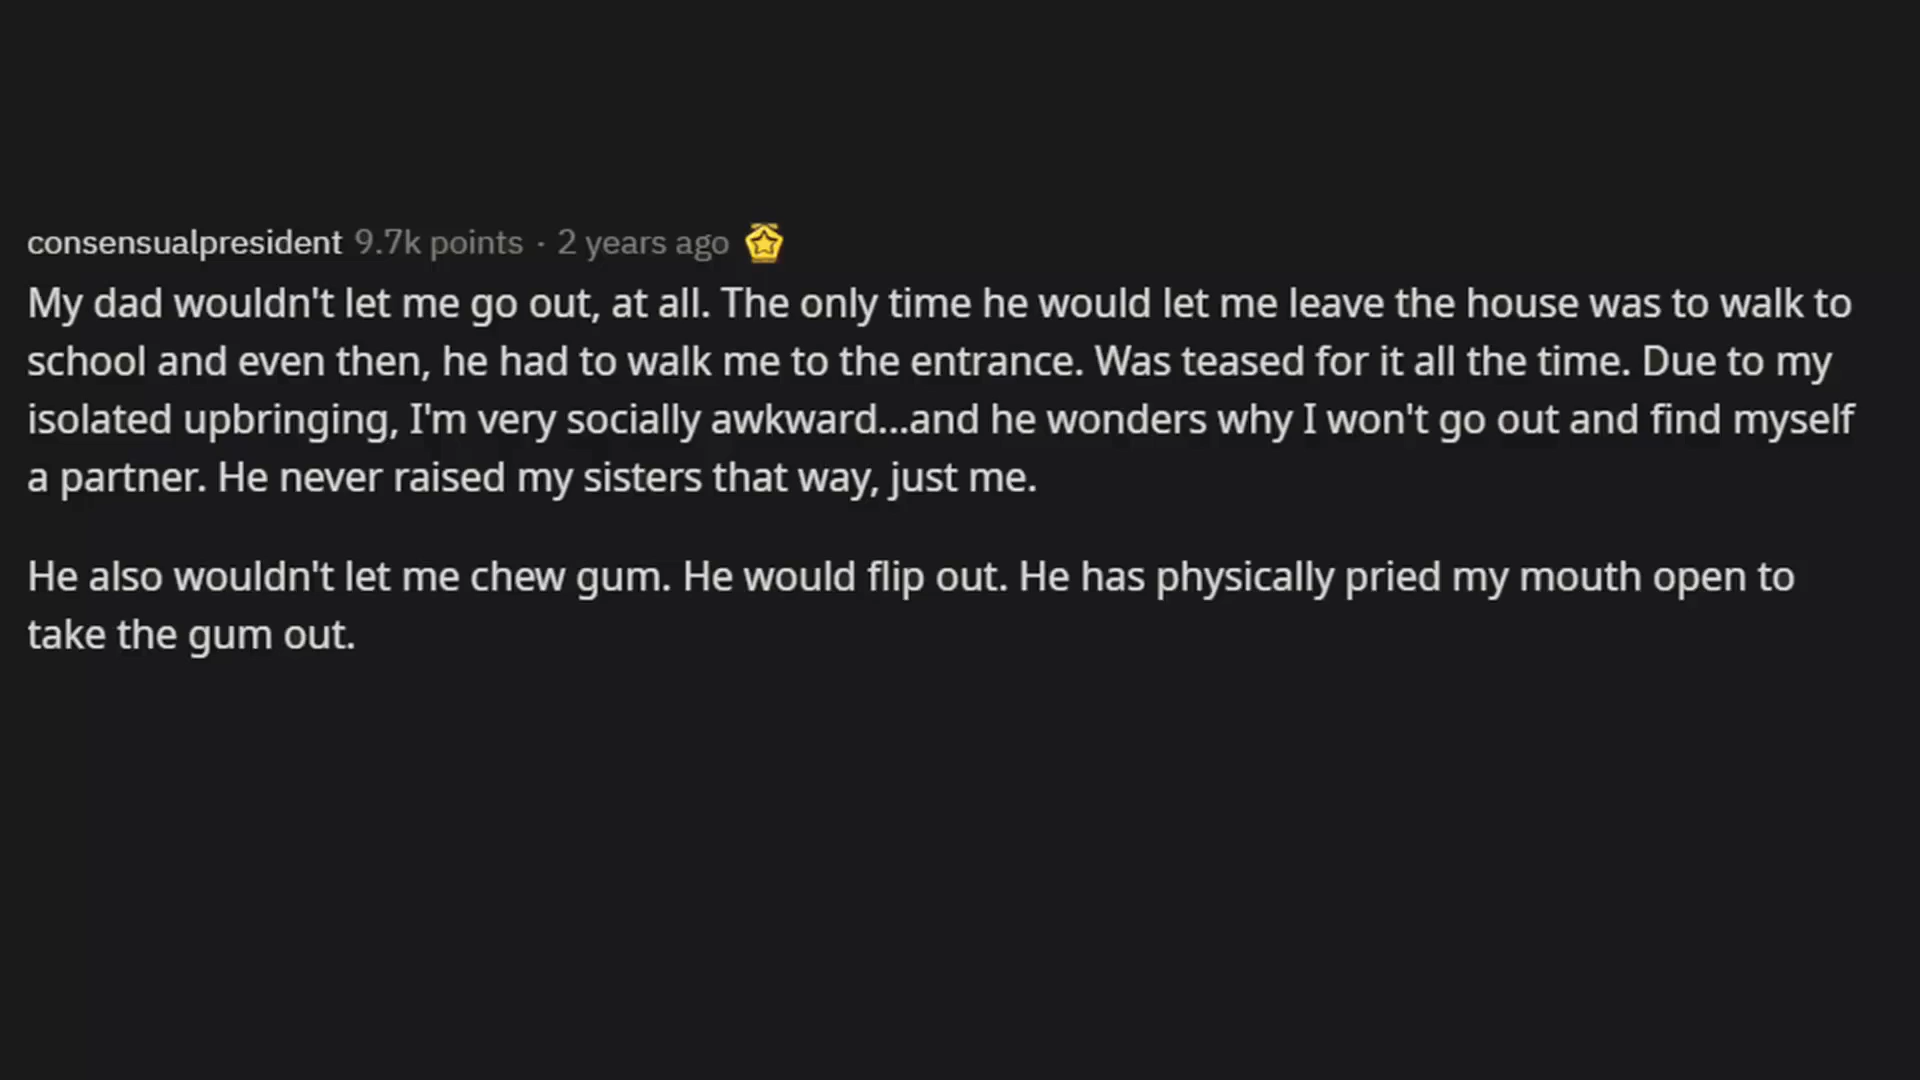 consensualpresident 9.7k points · 2 years ago
My dad wouldn't let me go out, at all. The only time he would let me leave the house was to walk to
school and even then, he had to walk me to the entrance. Was teased for it all the time. Due to my
isolated upbringing, I'm very socially awkward...and he wonders why I won't go out and find myself
a partner. He never raised my sisters that way, just me.
He also wouldn't let me chew gum. He would flip out. He has physically pried my mouth open to
take the gum out.